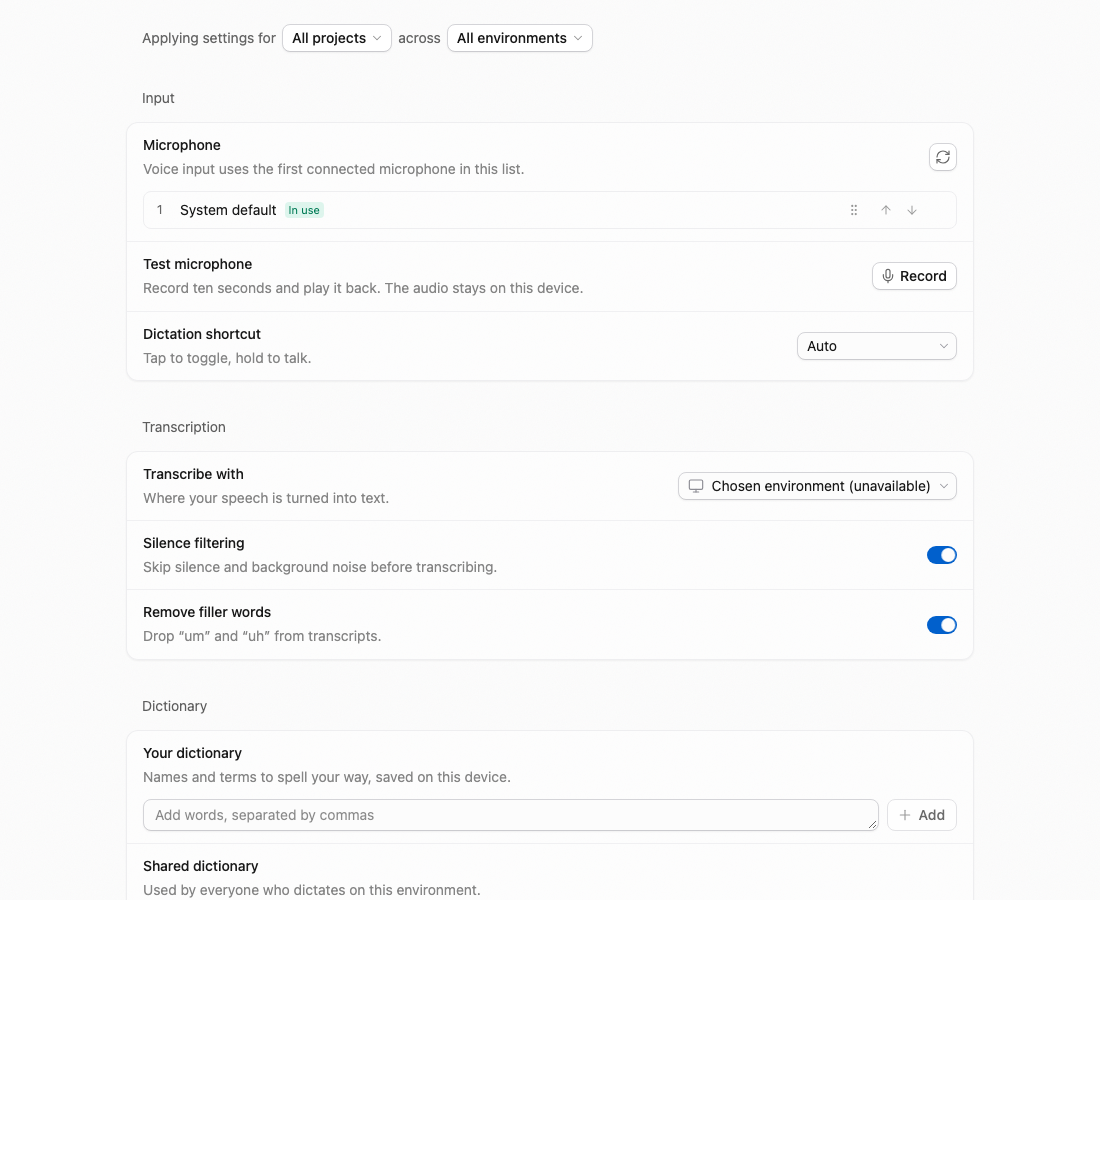 Applying settings for All projects across All environments
Input
Microphone
Voice input uses the first connected microphone in this list.
1 System default In use
Test microphone
Record ten seconds and play it back. The audio stays on this device.
Record
Dictation shortcut
Tap to toggle, hold to talk.
Auto
Transcription
Transcribe with
Where your speech is turned into text.
Chosen environment (unavailable)
Silence filtering
Skip silence and background noise before transcribing.
Remove filler words
Drop “um” and “uh” from transcripts.
Dictionary
Your dictionary
Names and terms to spell your way, saved on this device.
Add words, separated by commas
Add
Shared dictionary
Used by everyone who dictates on this environment.